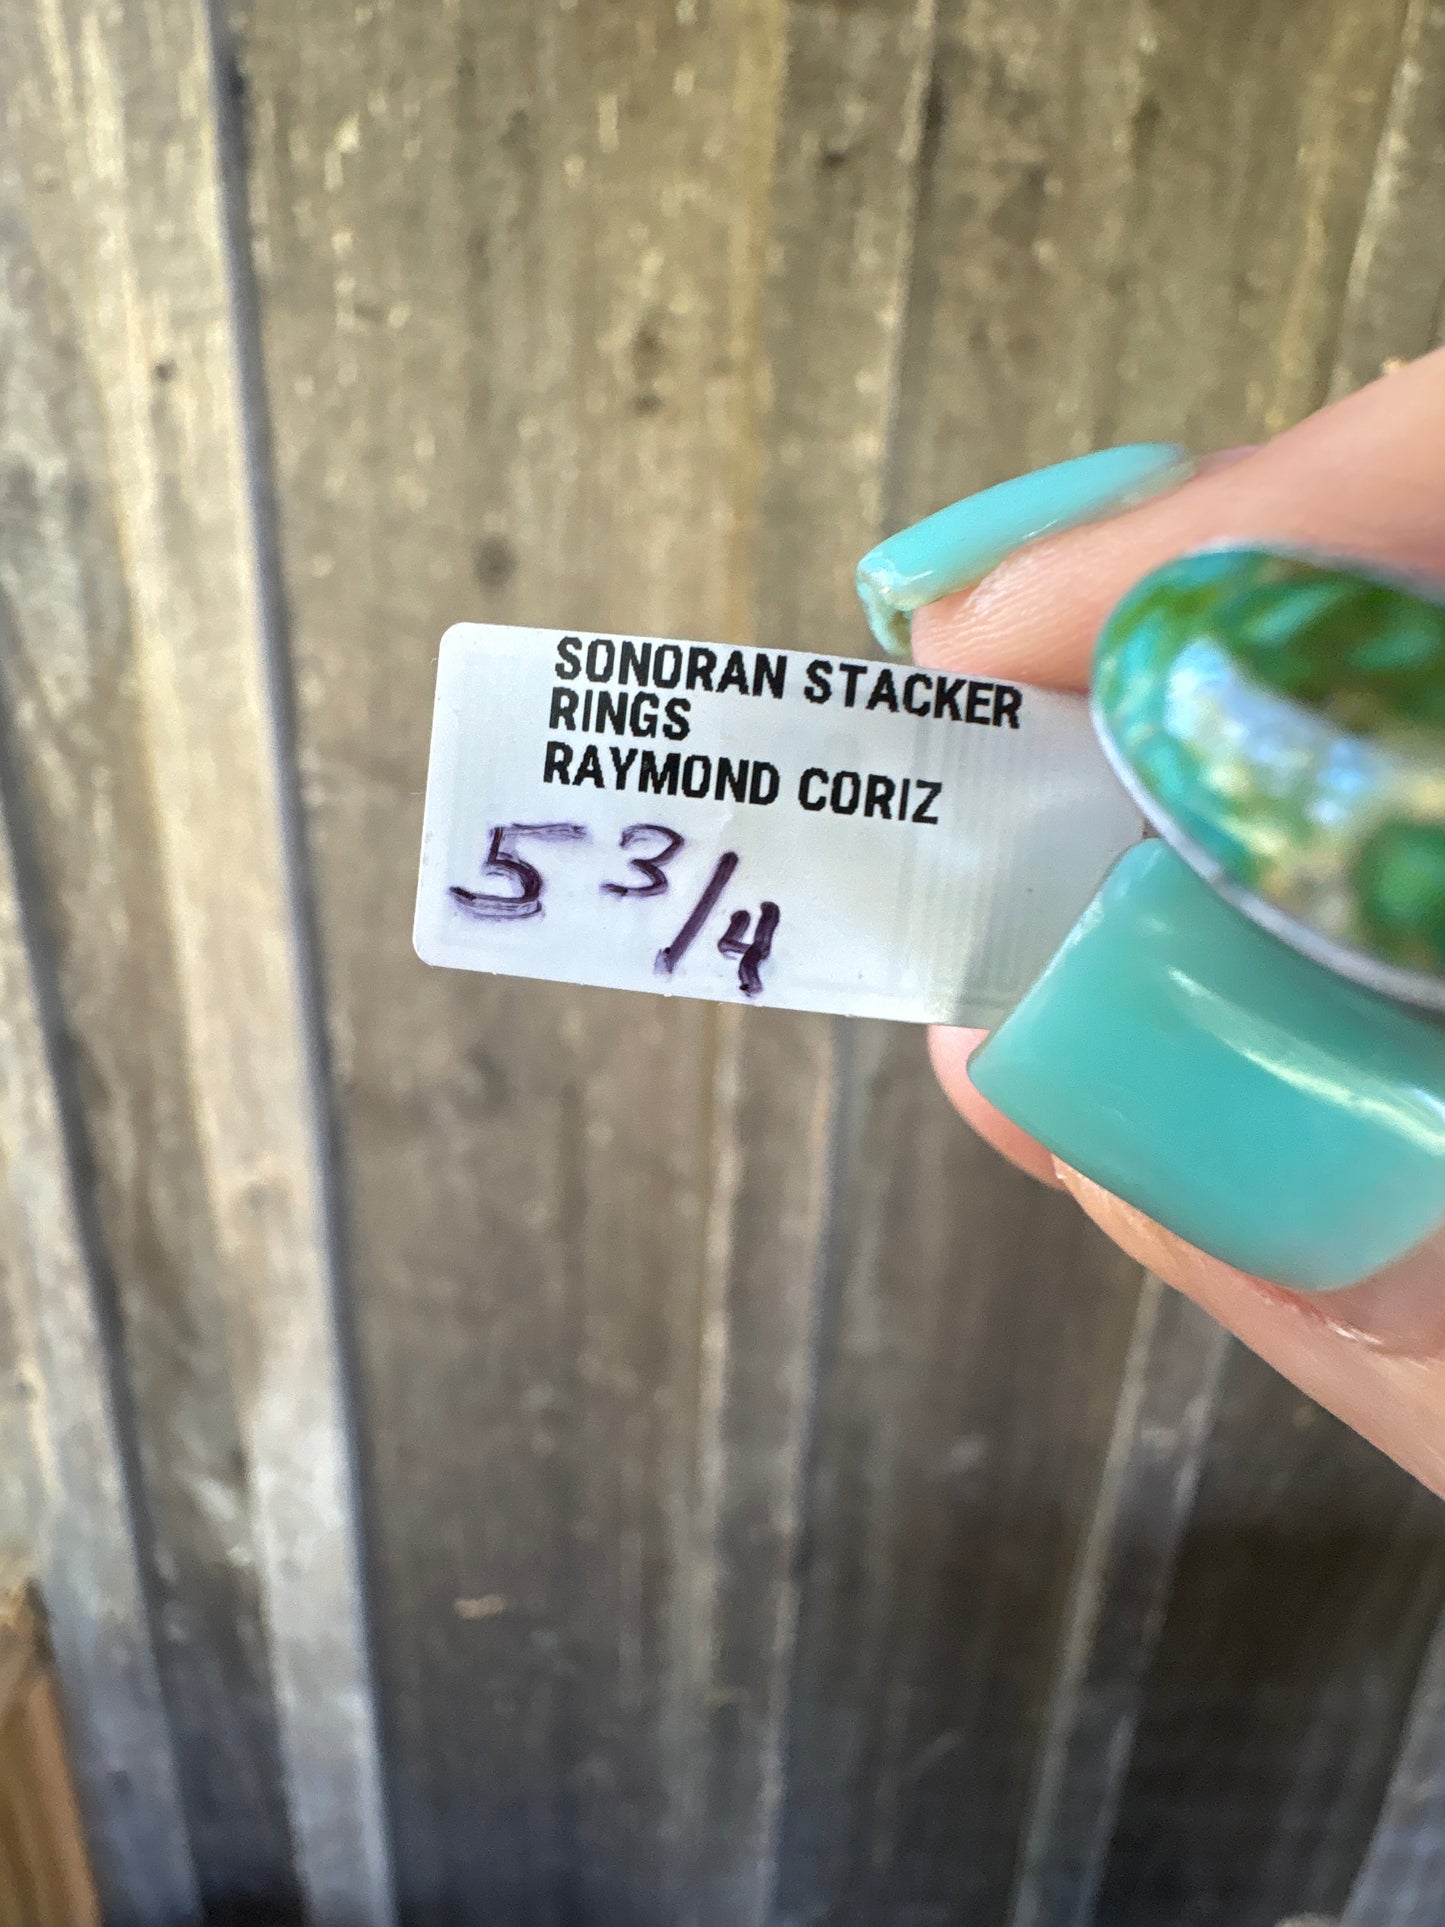 SONORAN STACKER
RINGS
RAYMOND CORIZ
5 3/4